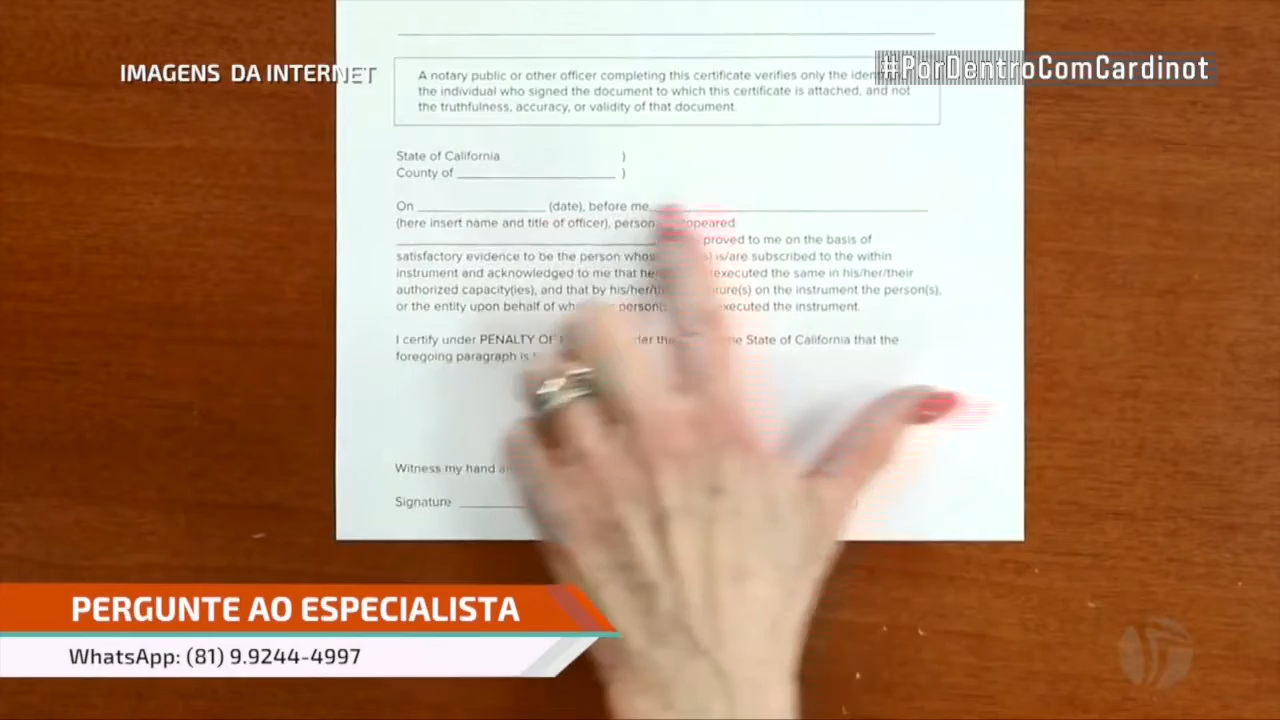 IMAGENS DA INTERNET
#PorDentroComCardinot
A notary public or other officer completing this certificate verifies only the
the individual who signed the document to which this certificate is attached, and not
the truthfulness, accuracy, or validity of that document.
State of California )
County of ____________ )
On ____________ (date), before me, ____________
(here insert name and title of officer), appeared
____________ proved to me on the basis of
satisfactory evidence to be the person is/are subscribed to the within
instrument and acknowledged to me that executed the same in his/her/their
authorized capacity(ies), and that by on the instrument the person(s),
or the entity upon behalf of executed the instrument.
I certify under PENALTY OF State of California that the
foregoing paragraph is
Witness my hand
Signature ____________
PERGUNTE AO ESPECIALISTA
WhatsApp: (81) 9.9244-4997